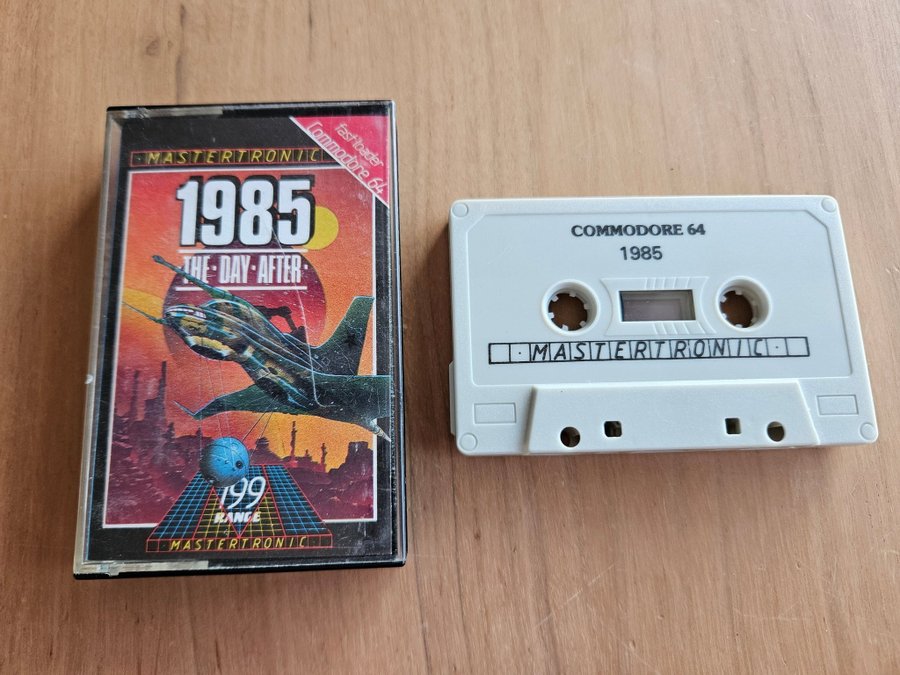 ·MASTERTRONIC
fast loader
Commodore 64
1985
THE·DAY·AFTER·
199
RANGE
·MASTERTRONIC·
COMMODORE 64
1985
·MASTERTRONIC·